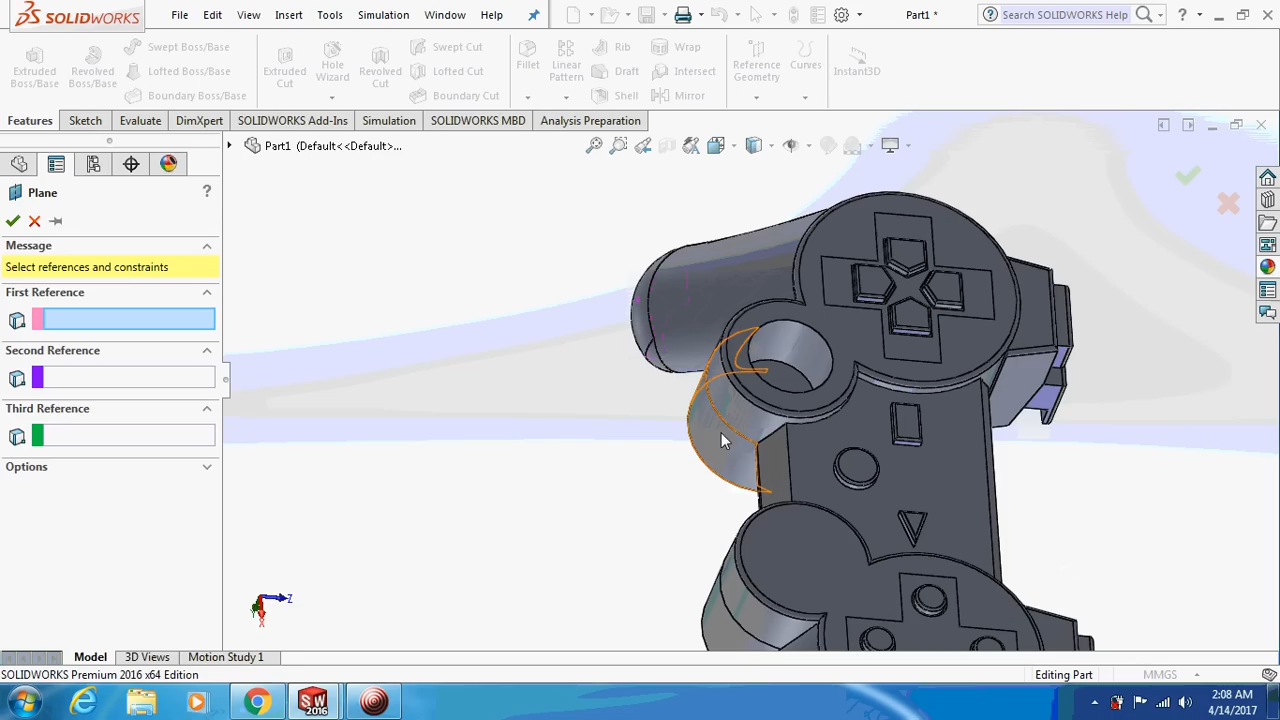 SOLIDWORKS File Edit View Insert Tools Simulation Window Help Part1 * Search SOLIDWORKS Help ?
Extruded Boss/Base Revolved Boss/Base Swept Boss/Base Lofted Boss/Base Boundary Boss/Base Extruded Cut Hole Wizard Revolved Cut Swept Cut Lofted Cut Boundary Cut Fillet Linear Pattern Rib Draft Shell Wrap Intersect Mirror Reference Geometry Curves Instant3D
Features Sketch Evaluate DimXpert SOLIDWORKS Add-Ins Simulation SOLIDWORKS MBD Analysis Preparation
Part1 (Default<<Default>...
Plane ?
Message
Select references and constraints
First Reference
Second Reference
Third Reference
Options
Z
X
Model 3D Views Motion Study 1
SOLIDWORKS Premium 2016 x64 Edition Editing Part MMGS
SW 2016
2:08 AM
4/14/2017